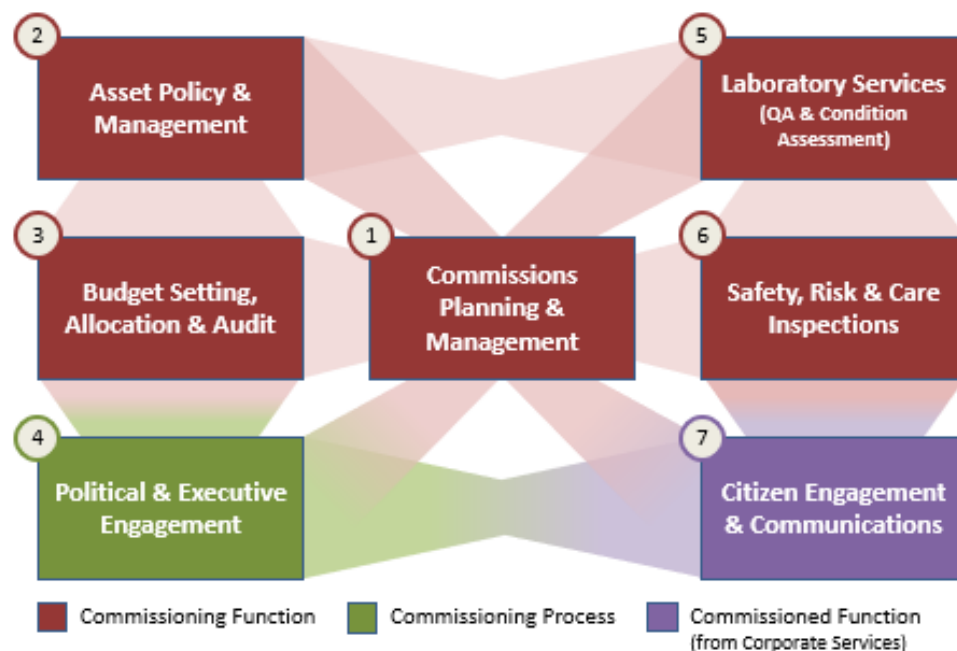 2
Asset Policy &
Management
5
Laboratory Services
(QA & Condition
Assessment)
3
Budget Setting,
Allocation & Audit
1
Commissions
Planning &
Management
6
Safety, Risk & Care
Inspections
4
Political & Executive
Engagement
7
Citizen Engagement
& Communications
Commissioning Function
Commissioning Process
Commissioned Function
(from Corporate Services)